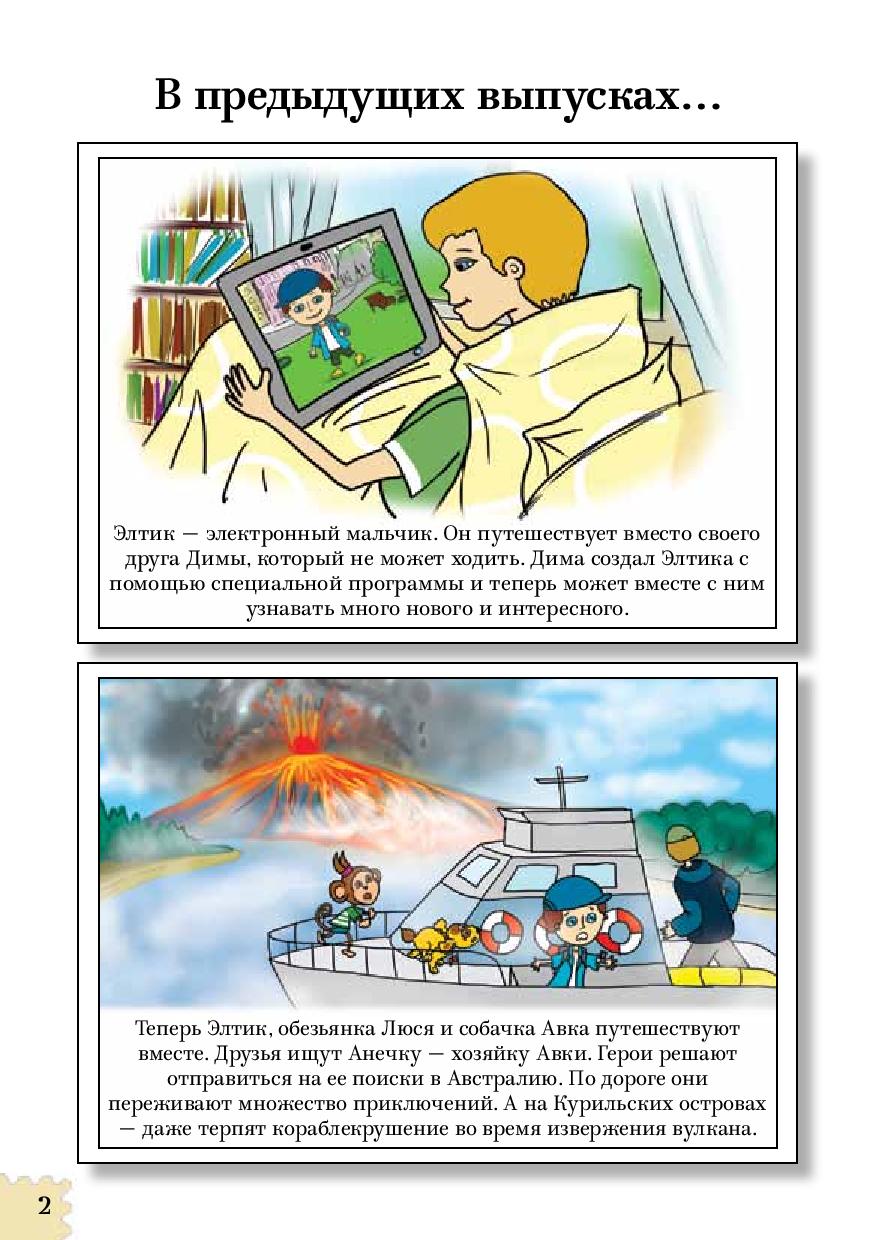 В предыдущих выпусках...
Элтик — электронный мальчик. Он путешествует вместо своего
друга Димы, который не может ходить. Дима создал Элтика с
помощью специальной программы и теперь может вместе с ним
узнавать много нового и интересного.
Теперь Элтик, обезьянка Люся и собачка Авка путешествуют
вместе. Друзья ищут Анечку — хозяйку Авки. Герои решают
отправиться на ее поиски в Австралию. По дороге они
переживают множество приключений. А на Курильских островах
— даже терпят кораблекрушение во время извержения вулкана.
2